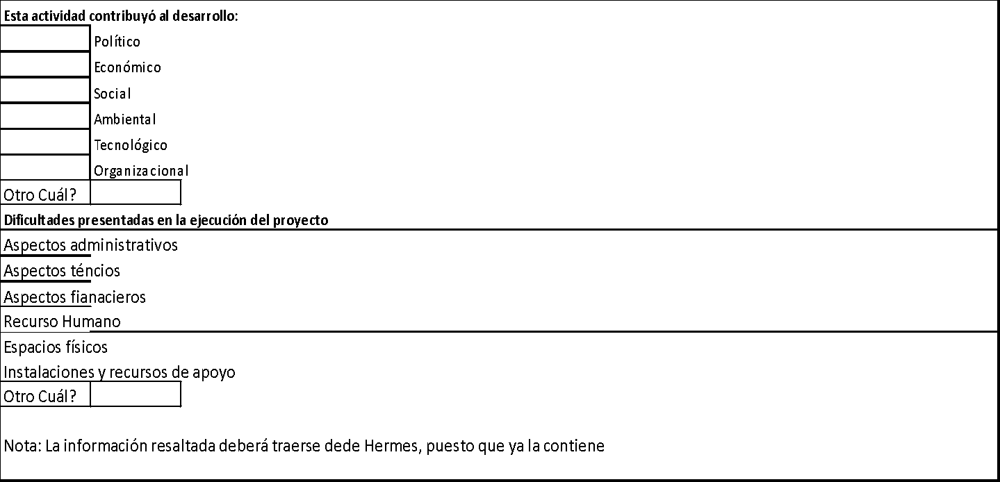 Esta actividad contribuyó al desarrollo:
Político
Económico
Social
Ambiental
Tecnológico
Organizacional
Otro Cuál?
Dificultades presentadas en la ejecución del proyecto
Aspectos administrativos
Aspectos téncios
Aspectos fianacieros
Recurso Humano
Espacios físicos
Instalaciones y recursos de apoyo
Otro Cuál?
Nota: La información resaltada deberá traerse dede Hermes, puesto que ya la contiene